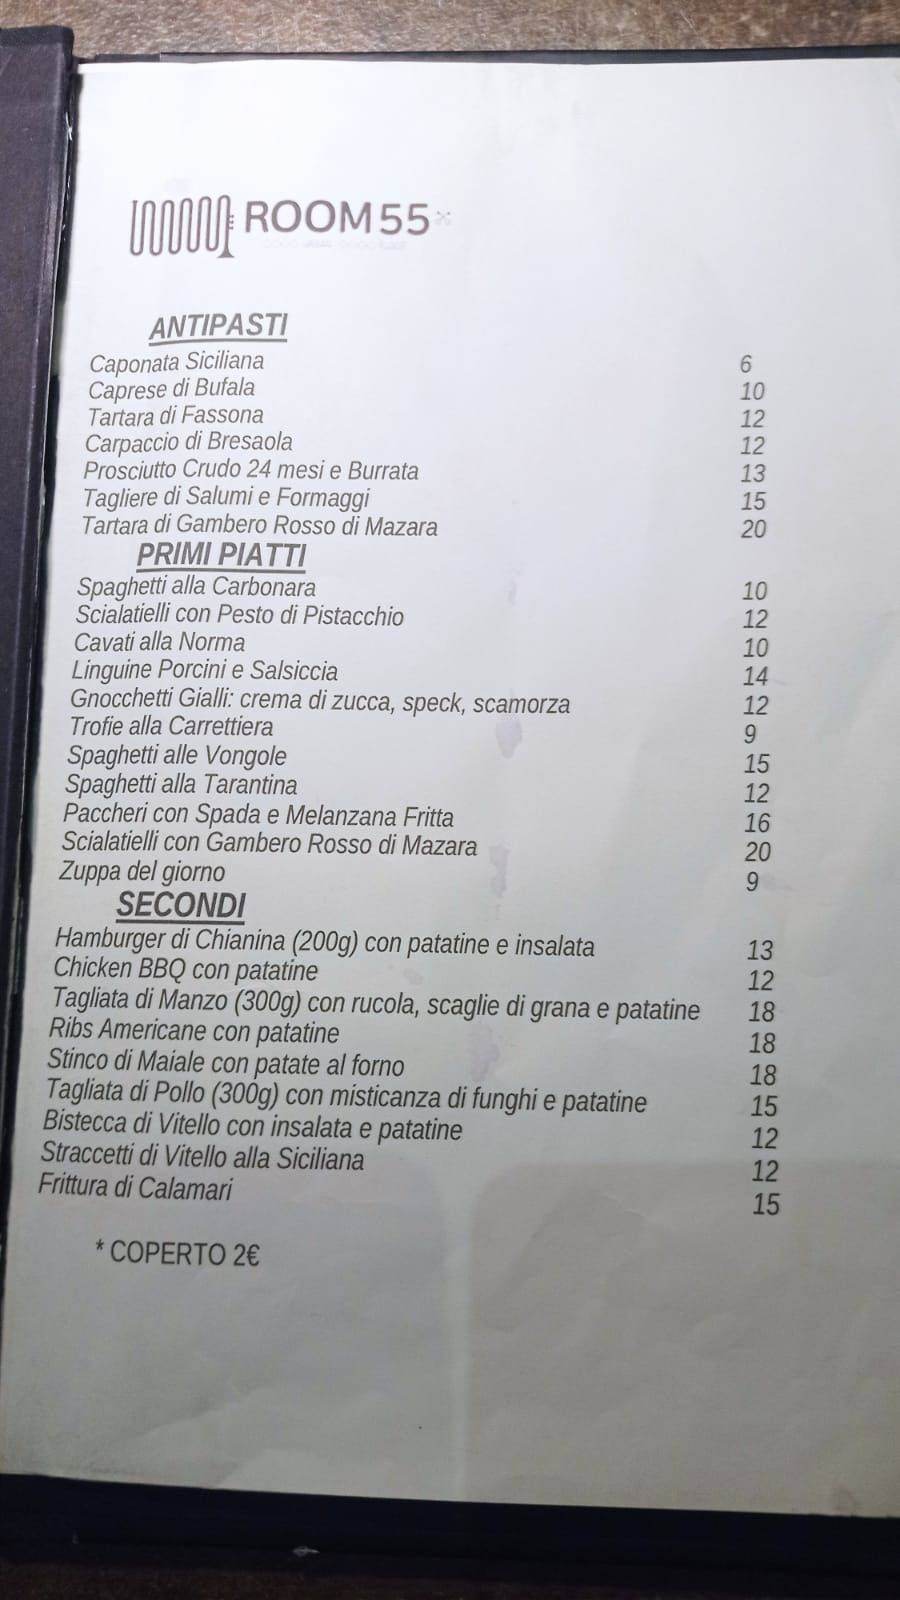 ROOM 55
ANTIPASTI
Caponata Siciliana 6
Caprese di Bufala 10
Tartara di Fassona 12
Carpaccio di Bresaola 12
Prosciutto Crudo 24 mesi e Burrata 13
Tagliere di Salumi e Formaggi 15
Tartara di Gambero Rosso di Mazara 20
PRIMI PIATTI
Spaghetti alla Carbonara 10
Scialatielli con Pesto di Pistacchio 12
Cavati alla Norma 10
Linguine Porcini e Salsiccia 14
Gnocchetti Gialli: crema di zucca, speck, scamorza 12
Trofie alla Carrettiera 9
Spaghetti alle Vongole 15
Spaghetti alla Tarantina 12
Paccheri con Spada e Melanzana Fritta 16
Scialatielli con Gambero Rosso di Mazara 20
Zuppa del giorno 9
SECONDI
Hamburger di Chianina (200g) con patatine e insalata 13
Chicken BBQ con patatine 12
Tagliata di Manzo (300g) con rucola, scaglie di grana e patatine 18
Ribs Americane con patatine 18
Stinco di Maiale con patate al forno 18
Tagliata di Pollo (300g) con misticanza di funghi e patatine 15
Bistecca di Vitello con insalata e patatine 12
Straccetti di Vitello alla Siciliana 12
Frittura di Calamari 15
* COPERTO 2€